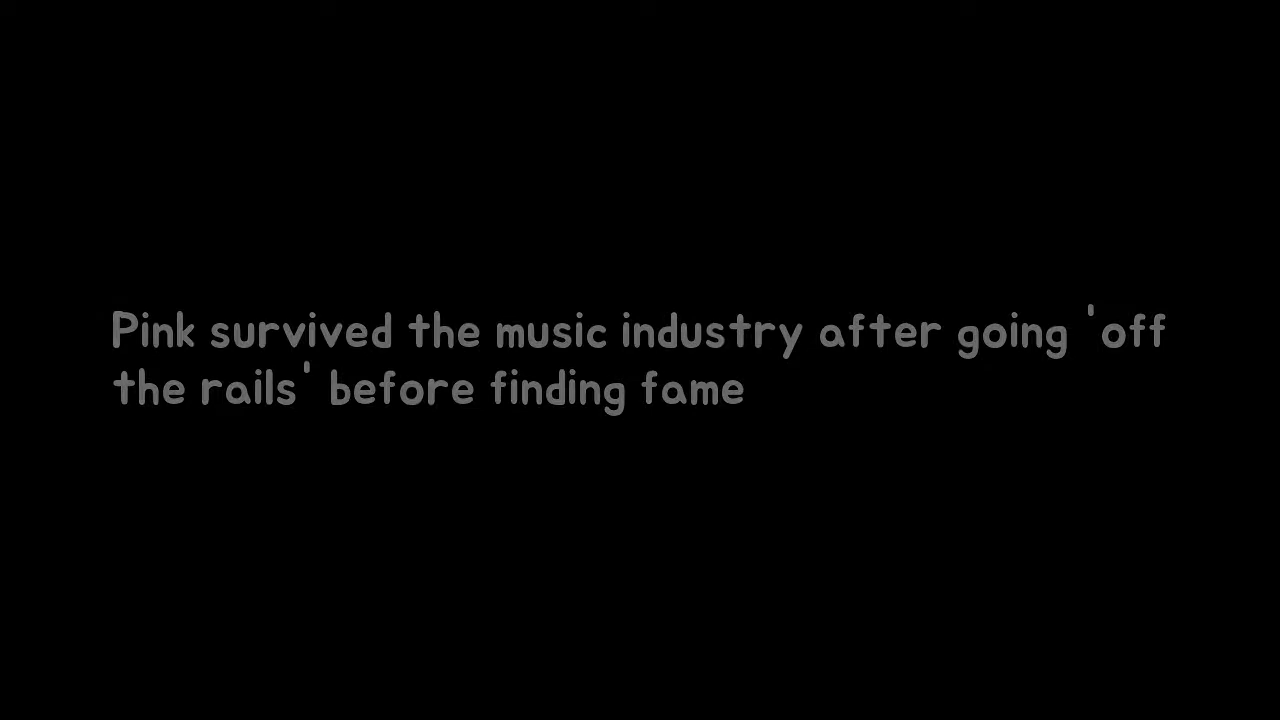 Pink survived the music industry after going 'off
the rails' before finding fame